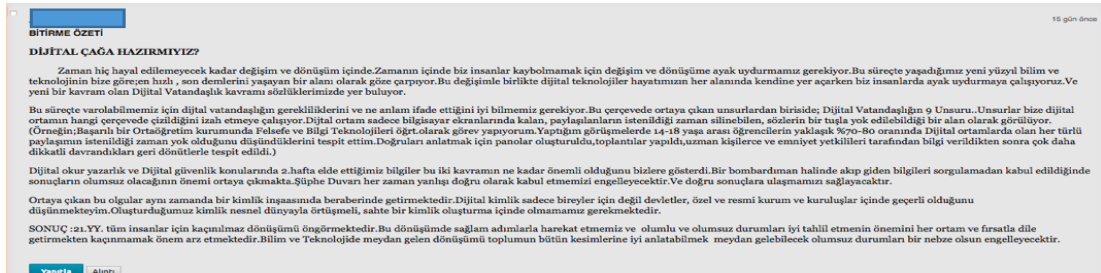 15 gün önce
BİTİRME ÖZETİ
DİJİTAL ÇAĞA HAZIRMIYIZ?
Zaman hiç hayal edilemeyecek kadar değişim ve dönüşüm içinde.Zamanın içinde biz insanlar kaybolmamak için değişim ve dönüşüme ayak uydurmamız gerekiyor.Bu süreçte yaşadığımız yeni yüzyıl bilim ve
teknolojinin bize göre;en hızlı , son demlerini yaşayan bir alanı olarak göze çarpıyor.Bu değişimle birlikte dijital teknolojiler hayatımızın her alanında kendine yer açarken biz insanlarda ayak uydurmaya çalışıyoruz.Ve
yeni bir kavram olan Dijital Vatandaşlık kavramı sözlüklerimizde yer buluyor.
Bu süreçte varolabilmemiz için dijtal vatandaşlığın gerekliliklerini ve ne anlam ifade ettiğini iyi bilmemiz gerekiyor.Bu çerçevede ortaya çıkan unsurlardan biriside; Dijital Vatandaşlığın 9 Unsuru..Unsurlar bize dijital
ortamın hangi çerçevede çizildiğini izah etmeye çalışıyor.Dijtal ortam sadece bilgisayar ekranlarında kalan, paylaşılanların istenildiği zaman silinebilen, sözlerin bir tuşla yok edilebildiği bir alan olarak görülüyor.
(Örneğin;Başarılı bir Ortaöğretim kurumunda Felsefe ve Bilgi Teknolojileri öğrt.olarak görev yapıyorum.Yaptığım görüşmelerde 14-18 yaşa arası öğrencilerin yaklaşık %70-80 oranında Dijital ortamlarda olan her türlü
paylaşımın istenildiği zaman yok olduğunu düşündüklerini tespit ettim.Doğruları anlatmak için panolar oluşturuldu,toplantılar yapıldı,uzman kişilerce ve emniyet yetkilileri tarafından bilgi verildikten sonra çok daha
dikkatli davrandıkları geri dönütlerle tespit edildi.)
Dijital okur yazarlık ve Dijital güvenlik konularında 2.hafta elde ettiğimiz bilgiler bu iki kavramın ne kadar önemli olduğunu bizlere gösterdi.Bir bombardıman halinde akıp giden bilgileri sorgulamadan kabul edildiğinde
sonuçların olumsuz olacağının önemi ortaya çıkmakta.Şüphe Duvarı her zaman yanlışı doğru olarak kabul etmemizi engelleyecektir.Ve doğru sonuçlara ulaşmamızı sağlayacaktır.
Ortaya çıkan bu olgular aynı zamanda bir kimlik inşaasında beraberinde getirmektedir.Dijital kimlik sadece bireyler için değil devletler, özel ve resmi kurum ve kuruluşlar içinde geçerli olduğunu
düşünmekteyim.Oluşturduğumuz kimlik nesnel dünyayla örtüşmeli, sahte bir kimlik oluşturma içinde olmamamız gerekmektedir.
SONUÇ :21.YY. tüm insanlar için kaçınılmaz dönüşümü öngörmektedir.Bu dönüşümde sağlam adımlarla hareket etmemiz ve olumlu ve olumsuz durumları iyi tahlil etmenin önemini her ortam ve fırsatla dile
getirmekten kaçınmamak önem arz etmektedir.Bilim ve Teknolojide meydan gelen dönüşümü toplumun bütün kesimlerine iyi anlatabilmek meydan gelebilecek olumsuz durumları bir nebze olsun engelleyecektir.
Yanıtla Alıntı